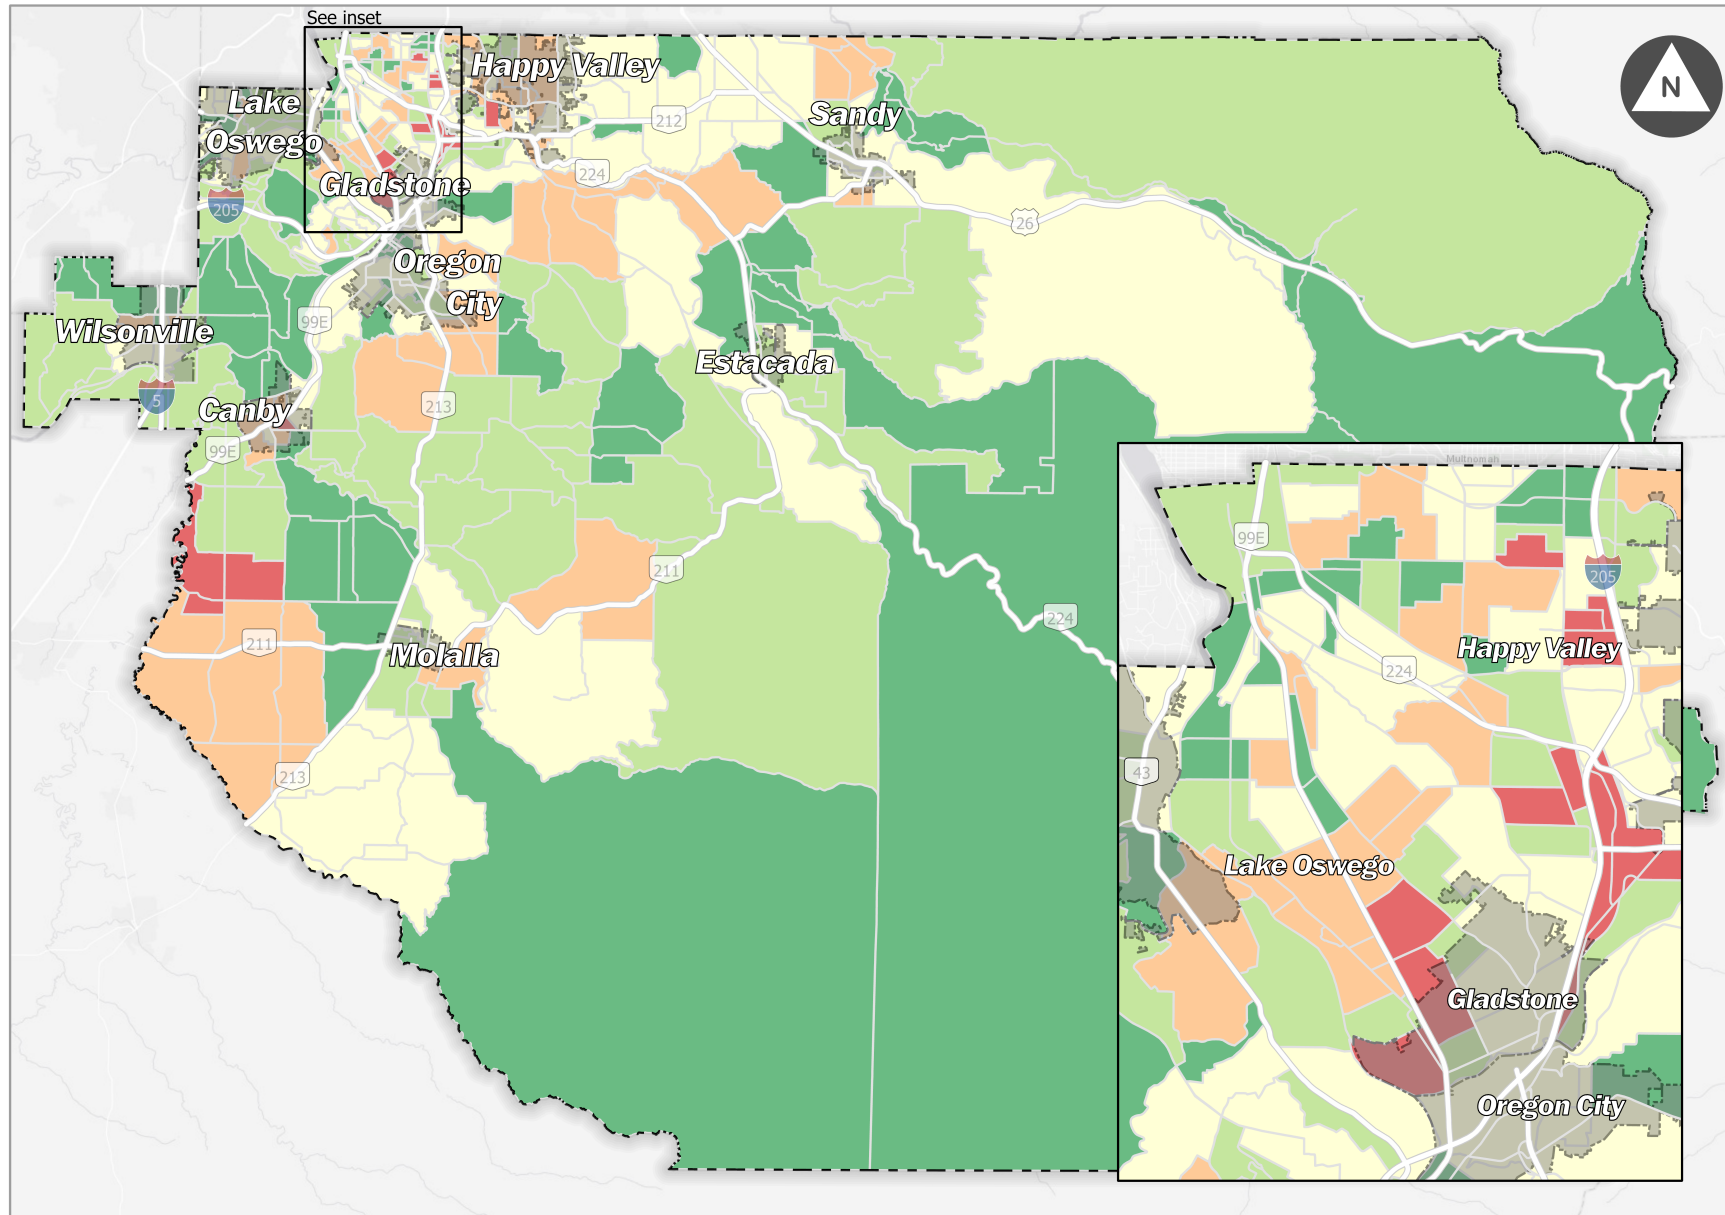 See inset
Happy Valley
Lake
Oswego
Sandy
212
Gladstone
224
205
26
Oregon
City
99E
Wilsonville
Estacada
5
Canby
213
99E
211
224
211
Molalla
213
N
Multnomah
99E
205
Happy Valley
224
43
Lake Oswego
Gladstone
Oregon City